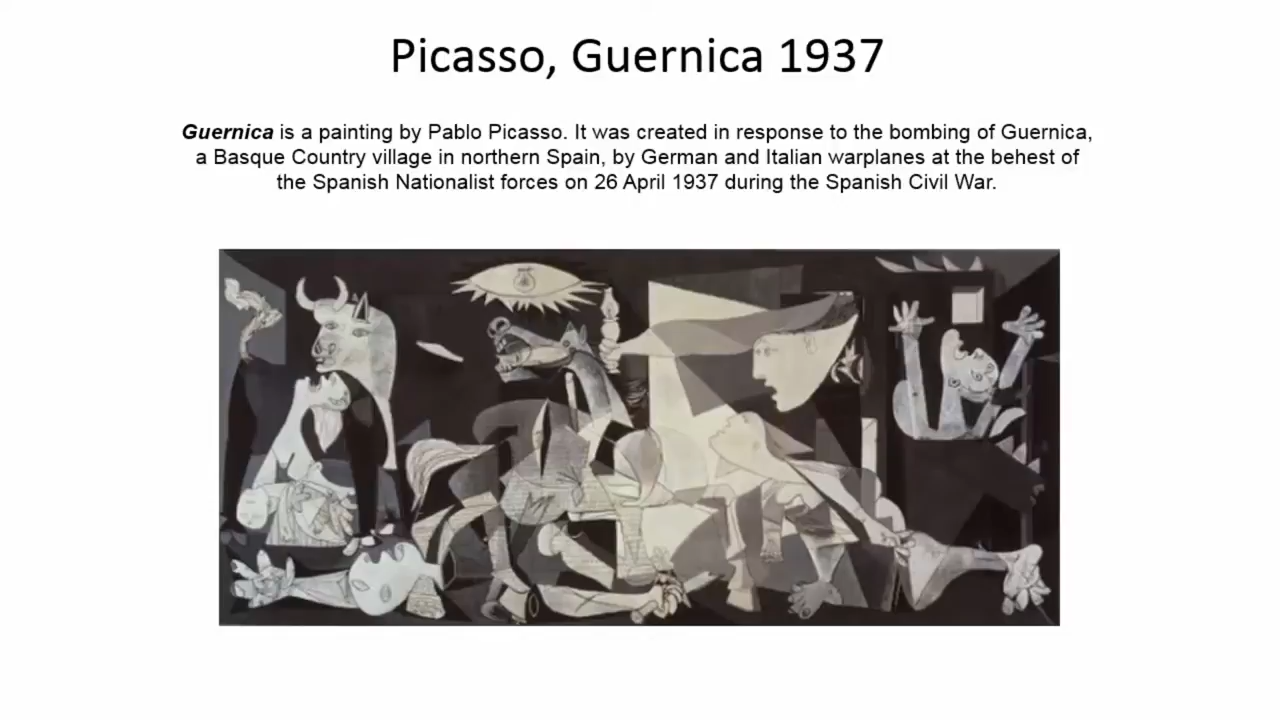 Picasso, Guernica 1937
Guernica is a painting by Pablo Picasso. It was created in response to the bombing of Guernica,
a Basque Country village in northern Spain, by German and Italian warplanes at the behest of
the Spanish Nationalist forces on 26 April 1937 during the Spanish Civil War.